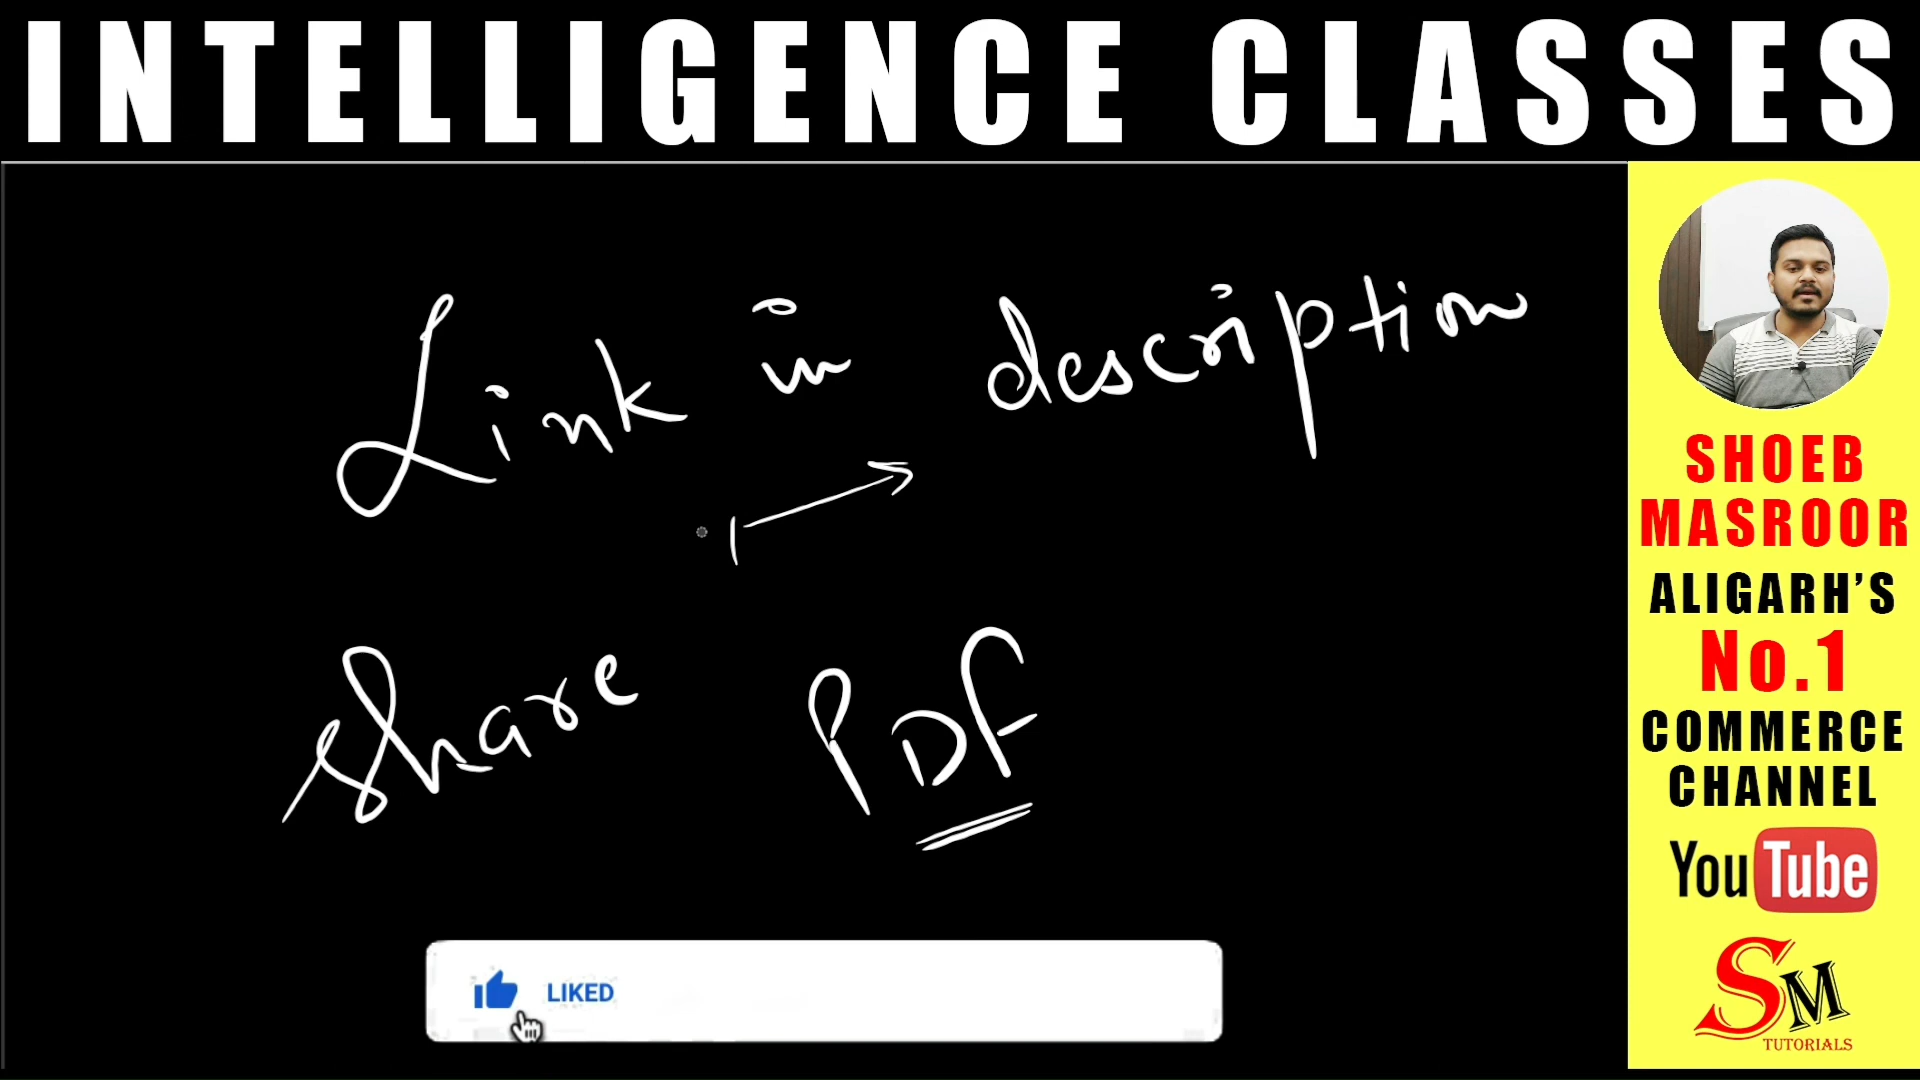 INTELLIGENCE CLASSES
Link in description
share PDF
LIKED
SHOEB
MASROOR
ALIGARH'S
No.1
COMMERCE
CHANNEL
YouTube
SM
TUTORIALS